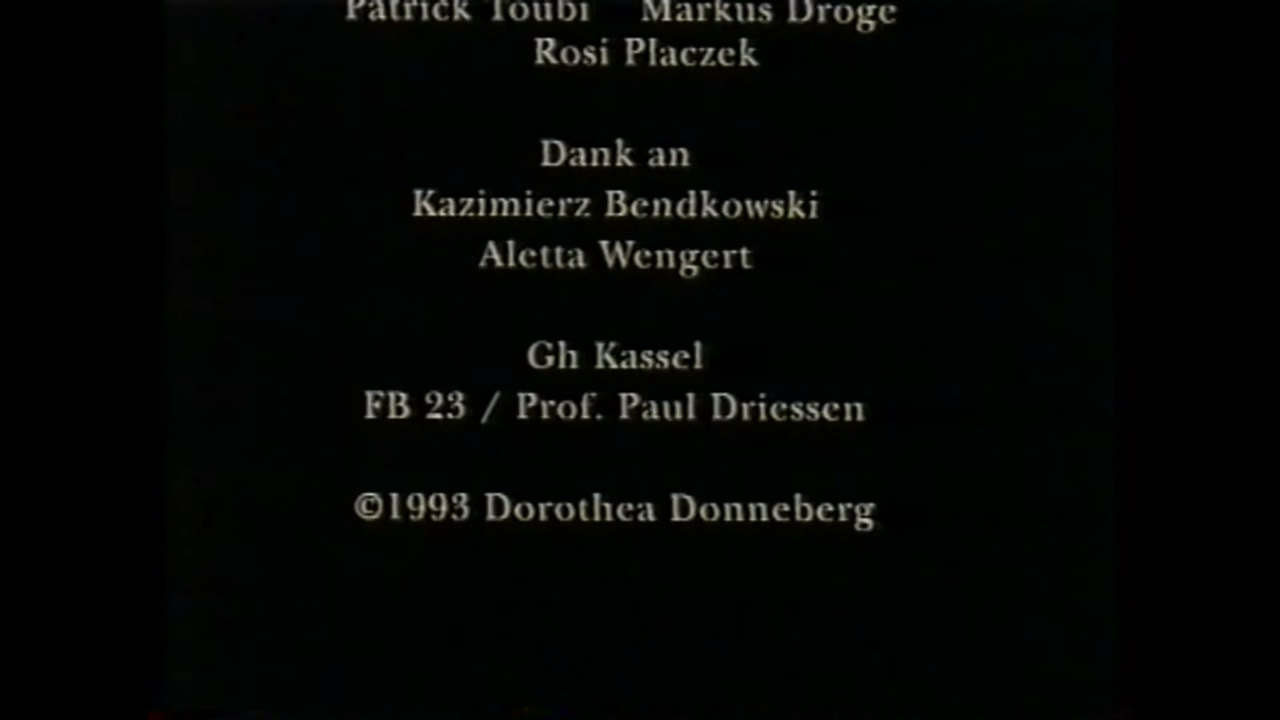 Patrick Toubi Markus Droge
Rosi Placzek
Dank an
Kazimierz Bendkowski
Aletta Wengert
Gh Kassel
FB 23 / Prof. Paul Driessen
©1993 Dorothea Donneberg